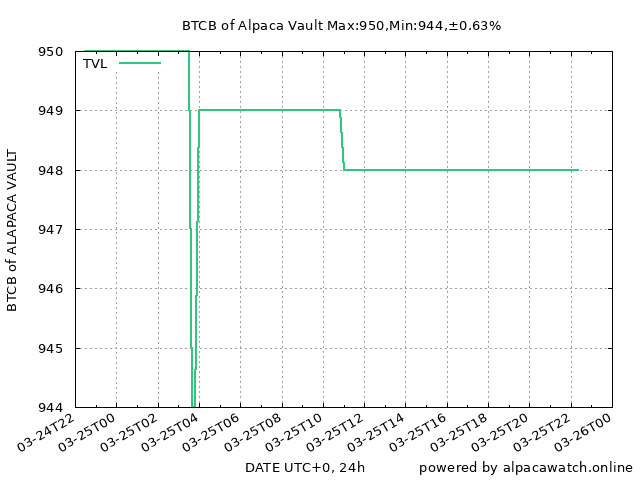 BTCB of Alpaca Vault Max:950,Min:944,±0.63%
TVL
950
949
948
947
946
945
944
BTCB of ALAPACA VAULT
03-24T22
03-25T00
03-25T02
03-25T04
03-25T06
03-25T08
03-25T10
03-25T12
03-25T14
03-25T16
03-25T18
03-25T20
03-25T22
03-26T00
DATE UTC+0, 24h
powered by alpacawatch.online